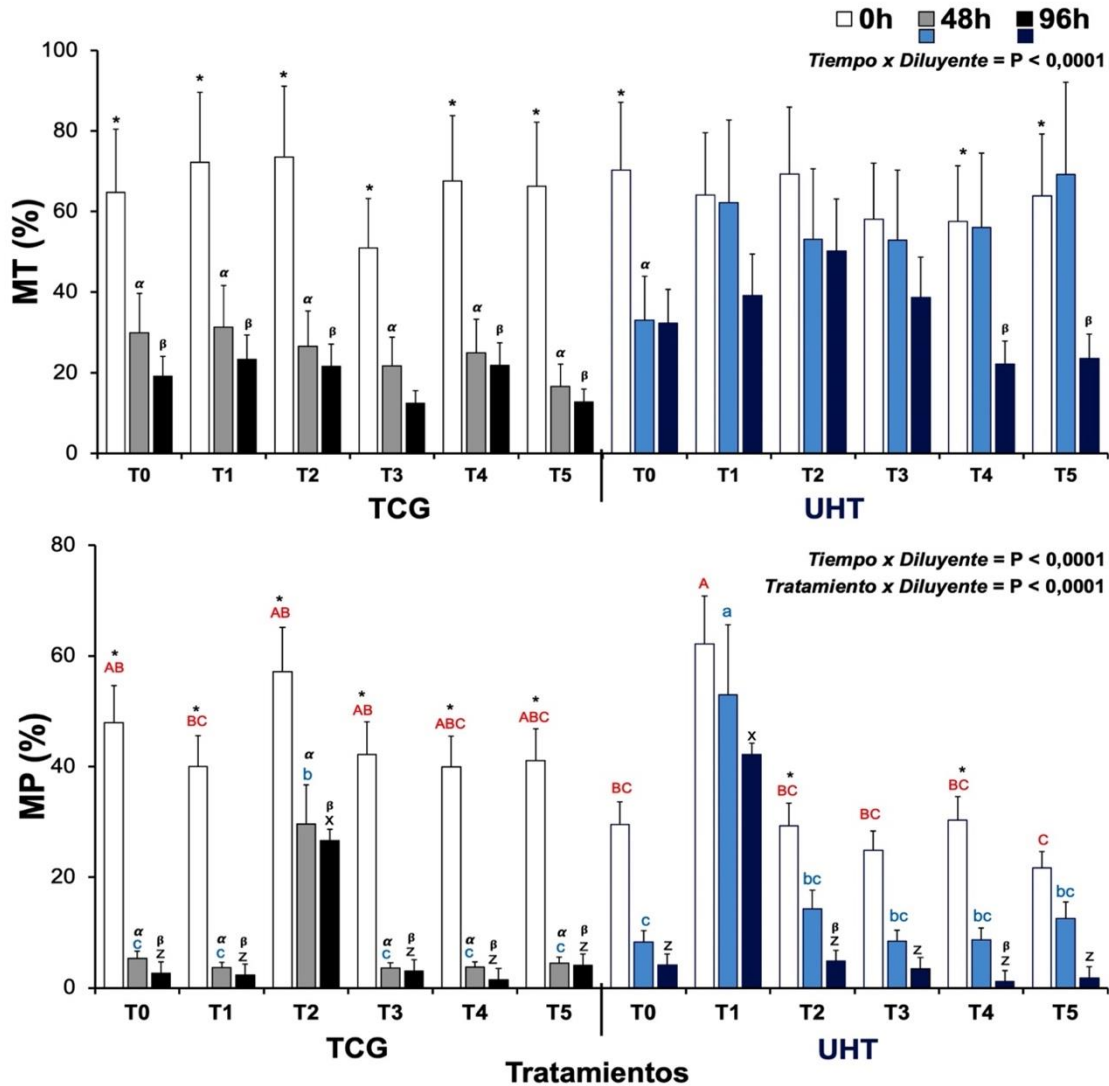 0h 48h 96h
Tiempo x Diluyente = P < 0,0001
MT (%)
100
80
60
40
20
0
* * * * * * * * *
α α α α α α α
β β β β β β
T0 T1 T2 T3 T4 T5 T0 T1 T2 T3 T4 T5
TCG UHT
Tiempo x Diluyente = P < 0,0001
Tratamiento x Diluyente = P < 0,0001
MP (%)
80
60
40
20
0
* * * * * * * *
AB BC AB AB ABC ABC BC A BC BC BC C
α α α α α α
c c b c c c c a bc bc bc bc
β β β β β β β β
z z x z z z z x z z z z
T0 T1 T2 T3 T4 T5 T0 T1 T2 T3 T4 T5
TCG UHT
Tratamientos